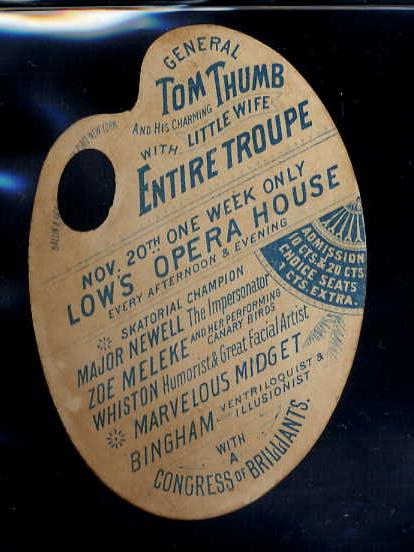 GENERAL
TOM THUMB
AND HIS CHARMING LITTLE WIFE
WITH
ENTIRE TROUPE
NOV. 20TH ONE WEEK ONLY
LOW'S OPERA HOUSE
EVERY AFTERNOON & EVENING
ADMISSION
10 CTS & 20 CTS
CHOICE SEATS
CTS. EXTRA.
SKATORIAL CHAMPION
MAJOR NEWELL The Impersonator
ZOE MELEKE AND HER PERFORMING CANARY BIRDS
WHISTON Humorist & Great Facial Artist
MARVELOUS MIDGET
BINGHAM VENTRILOQUIST & ILLUSIONIST
WITH
A
CONGRESS OF BRILLIANTS.
NEW YORK